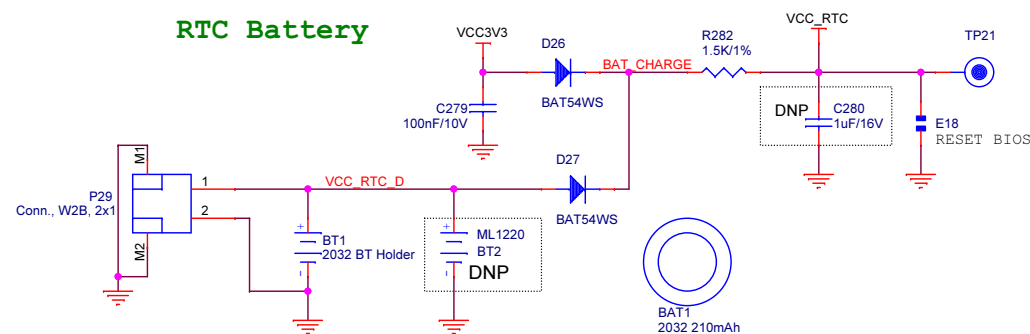 RTC Battery
VCC3V3
D26
BAT54WS
BAT_CHARGE
R282
1.5K/1%
VCC_RTC
TP21
C279
100nF/10V
DNP
C280
1uF/16V
E18
RESET BIOS
M1
P29
Conn., W2B, 2x1
M2
1
2
VCC_RTC_D
D27
BAT54WS
+
-
BT1
2032 BT Holder
+
-
ML1220
BT2
DNP
BAT1
2032 210mAh